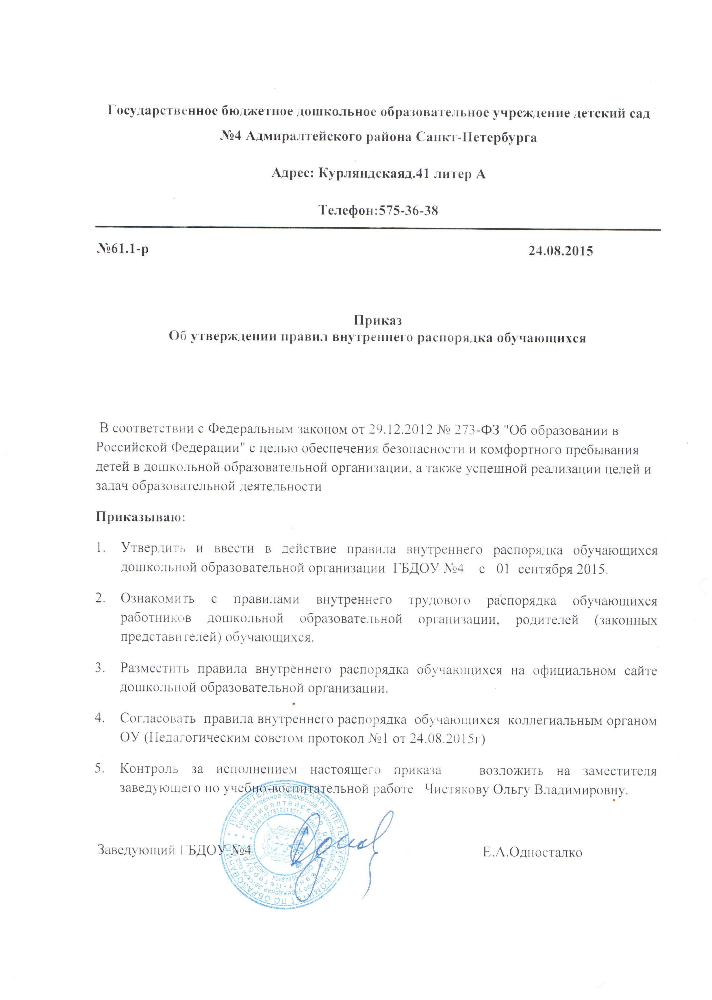 Государственное бюджетное дошкольное образовательное учреждение детский сад
№4 Адмиралтейского района Санкт-Петербурга
Адрес: Курляндскаяд.41 литер А
Телефон:575-36-38
№61.1-р 24.08.2015
Приказ
Об утверждении правил внутреннего распорядка обучающихся
В соответствии с Федеральным законом от 29.12.2012 № 273-ФЗ "Об образовании в
Российской Федерации" с целью обеспечения безопасности и комфортного пребывания
детей в дошкольной образовательной организации, а также успешной реализации целей и
задач образовательной деятельности
Приказываю:
1. Утвердить и ввести в действие правила внутреннего распорядка обучающихся
дошкольной образовательной организации ГБДОУ №4 с 01 сентября 2015.
2. Ознакомить с правилами внутреннего трудового распорядка обучающихся
работников дошкольной образовательной организации, родителей (законных
представителей) обучающихся.
3. Разместить правила внутреннего распорядка обучающихся на официальном сайте
дошкольной образовательной организации.
4. Согласовать правила внутреннего распорядка обучающихся коллегиальным органом
ОУ (Педагогическим советом протокол №1 от 24.08.2015г)
5. Контроль за исполнением настоящего приказа возложить на заместителя
заведующего по учебно-воспитательной работе Чистякову Ольгу Владимировну.
Заведующий ГБДОУ №4 Е.А.Односталко
ПРАВИТЕЛЬСТВО САНКТ-ПЕТЕРБУРГА КОМИТЕТ ПО ОБРАЗОВАНИЮ
Государственное бюджетное дошкольное образовательное учреждение детский сад
Адмиралтейского района Санкт-Петербурга
ОГРН 1027810314311 ИНН